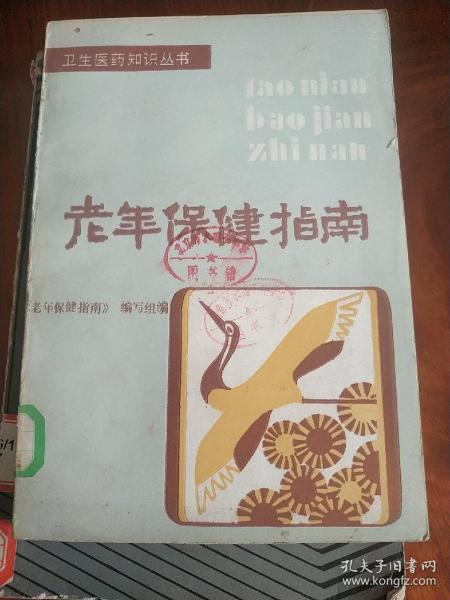 卫生医药知识丛书
lao nian
bao jian
zhi nan
老年保健指南
图书馆
《老年保健指南》 编写组编
孔夫子旧书网
www.kongfz.com